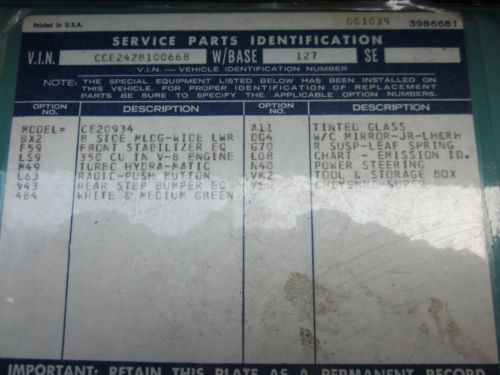 Printed in U.S.A. 001039 3986681
SERVICE PARTS IDENTIFICATION
V.I.N. CCE242B100668 W/BASE 127 SE
V.I.N. — VEHICLE IDENTIFICATION NUMBER
NOTE: THE SPECIAL EQUIPMENT LISTED BELOW HAS BEEN INSTALLED ON
THIS VEHICLE. FOR PROPER IDENTIFICATION OF REPLACEMENT
PARTS BE SURE TO SPECIFY THE APPLICABLE OPTION NUMBERS.
OPTION NO. DESCRIPTION OPTION NO. DESCRIPTION
MODEL= CE20934 A11 TINTED GLASS
BX2 B SIDE MLDG-WIDE LWR DG4 W/C MIRROR-JR-LH&RH
F59 FRONT STABILIZER EQ G70 R SUSP-LEAF SPRING
LS9 350 CU IN V-8 ENGINE L08 CHART - EMISSION ID.
M49 TURBO HYDRA-MATIC N40 POWER STEERING
U63 RADIO-PUSH BUTTON VK2 TOOL & STORAGE BOX
V43 REAR STEP BUMPER EQ CHEYENNE SUPER
484 WHITE & MEDIUM GREEN
IMPORTANT: RETAIN THIS PLATE AS A PERMANENT RECORD